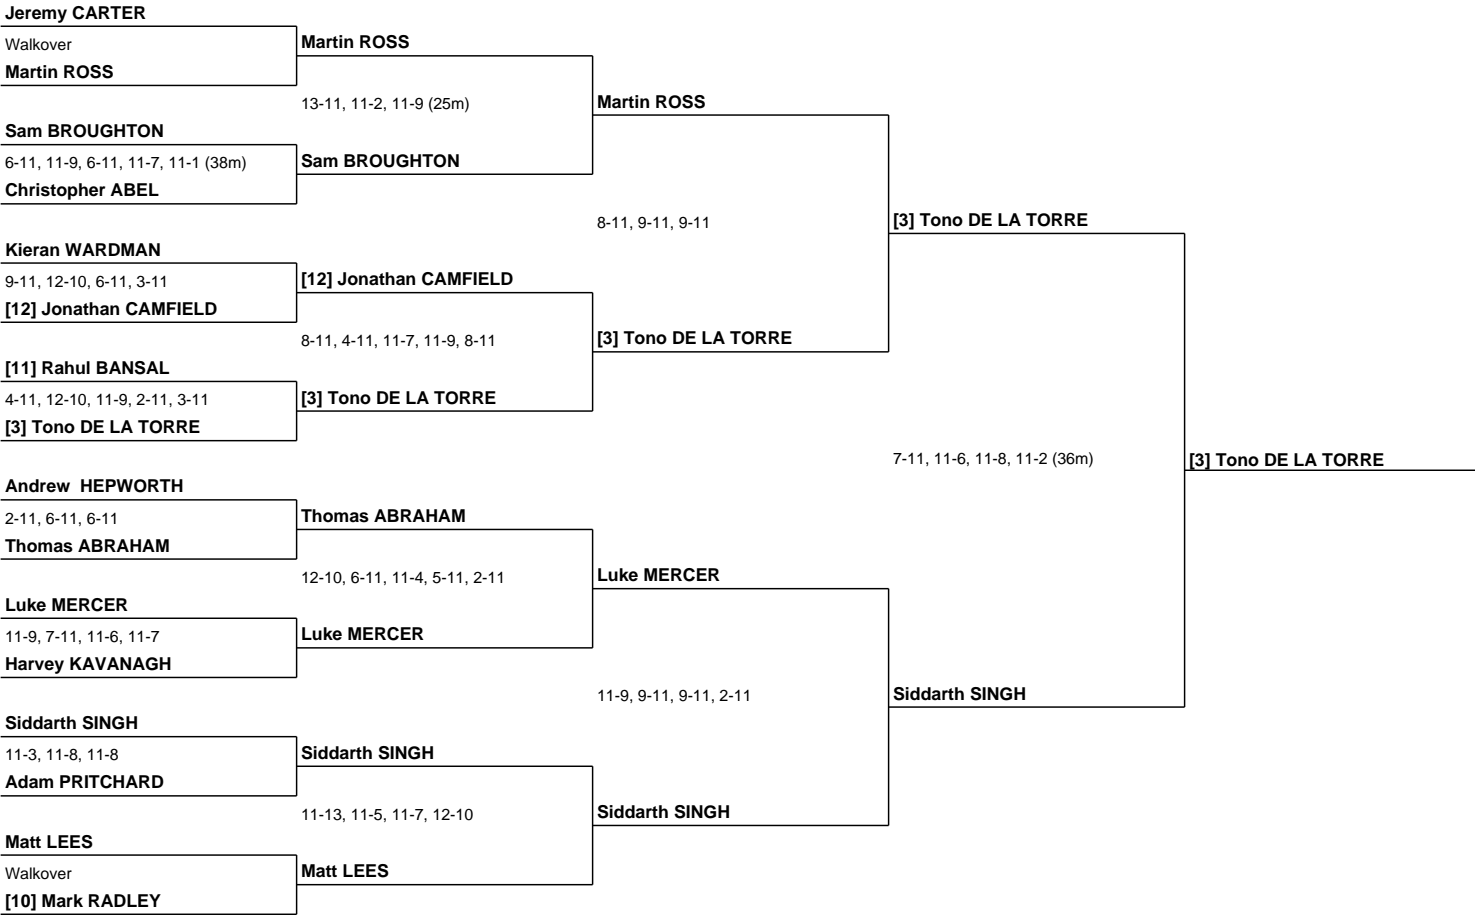 Jeremy CARTER
Walkover
Martin ROSS
Sam BROUGHTON
6-11, 11-9, 6-11, 11-7, 11-1 (38m)
Christopher ABEL
Kieran WARDMAN
9-11, 12-10, 6-11, 3-11
[12] Jonathan CAMFIELD
[11] Rahul BANSAL
4-11, 12-10, 11-9, 2-11, 3-11
[3] Tono DE LA TORRE
Andrew  HEPWORTH
2-11, 6-11, 6-11
Thomas ABRAHAM
Luke MERCER
11-9, 7-11, 11-6, 11-7
Harvey KAVANAGH
Siddarth SINGH
11-3, 11-8, 11-8
Adam PRITCHARD
Matt LEES
Walkover
[10] Mark RADLEY
Martin ROSS
13-11, 11-2, 11-9 (25m)
Sam BROUGHTON
[12] Jonathan CAMFIELD
8-11, 4-11, 11-7, 11-9, 8-11
[3] Tono DE LA TORRE
Thomas ABRAHAM
12-10, 6-11, 11-4, 5-11, 2-11
Luke MERCER
Siddarth SINGH
11-13, 11-5, 11-7, 12-10
Matt LEES
Martin ROSS
8-11, 9-11, 9-11
[3] Tono DE LA TORRE
Luke MERCER
11-9, 9-11, 9-11, 2-11
Siddarth SINGH
[3] Tono DE LA TORRE
7-11, 11-6, 11-8, 11-2 (36m)
Siddarth SINGH
[3] Tono DE LA TORRE